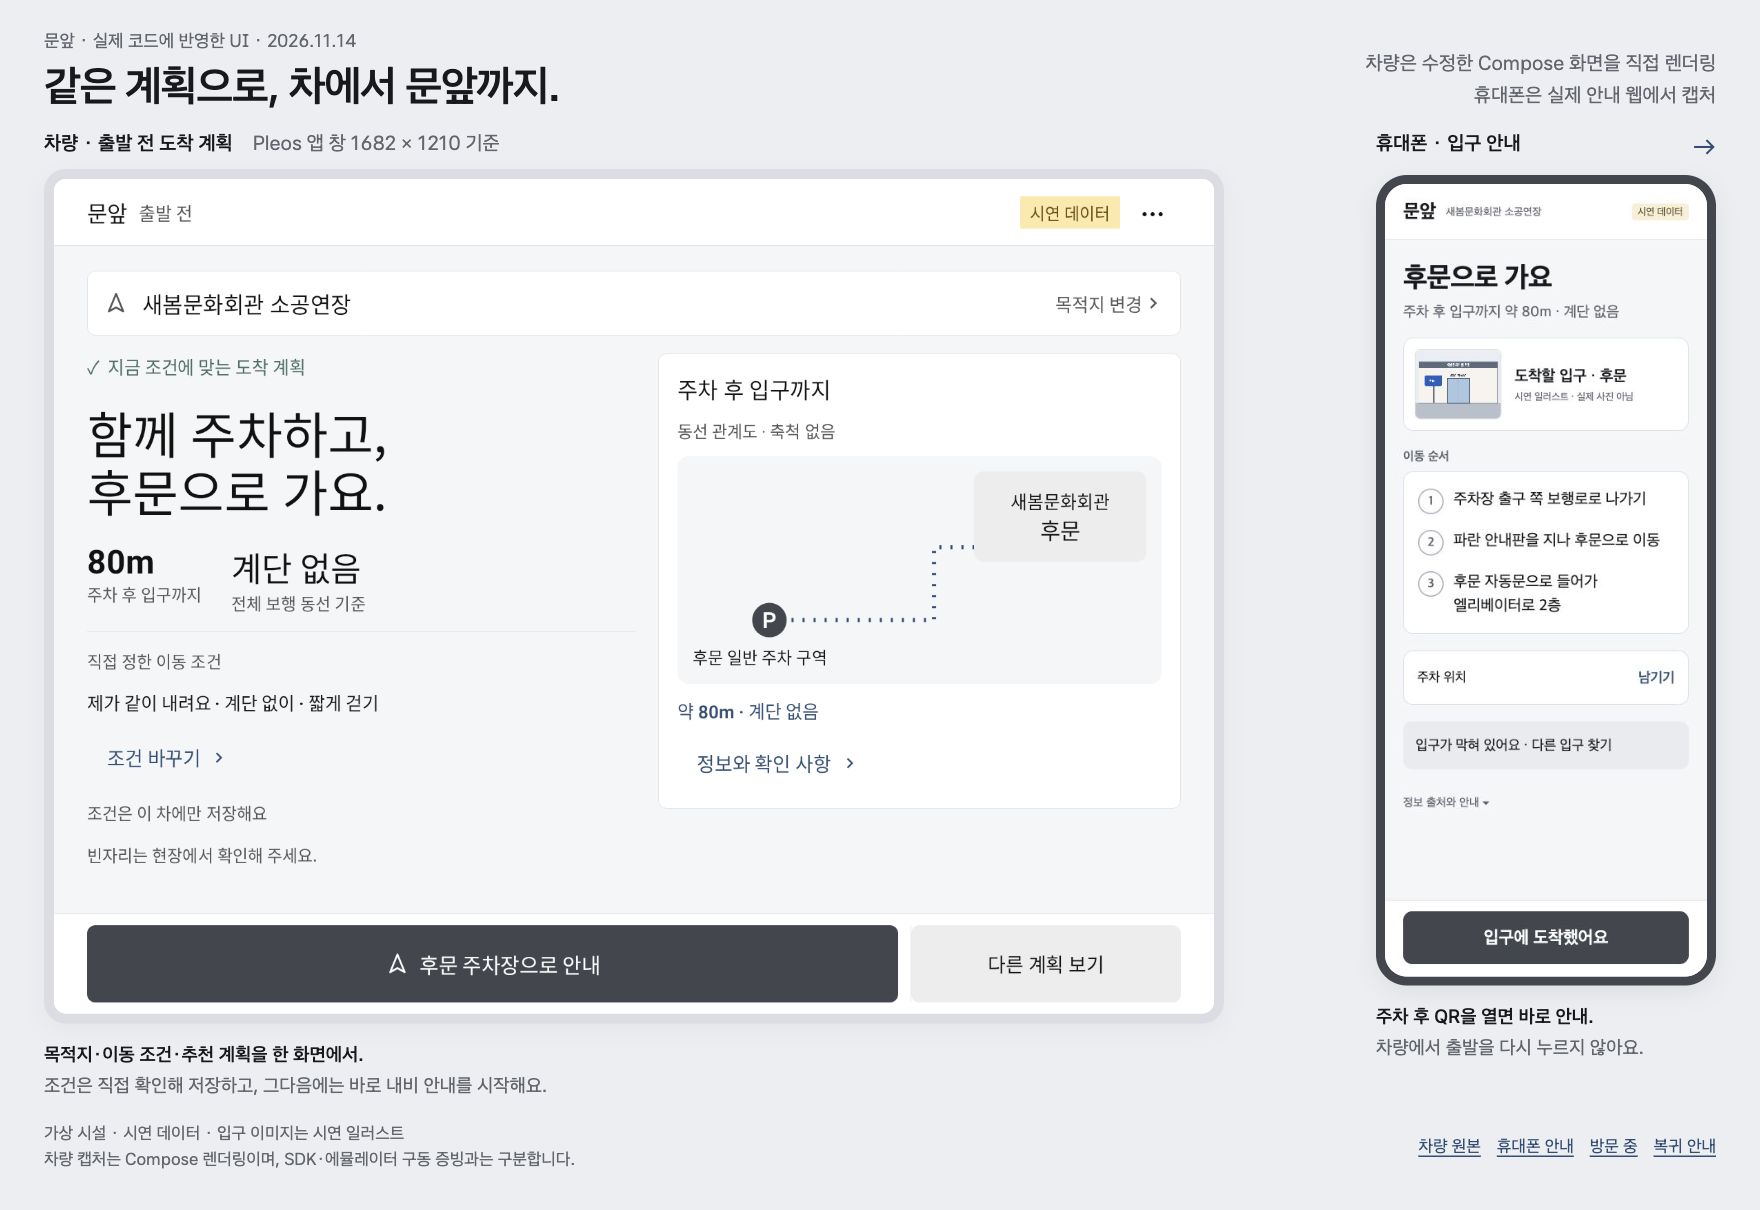 문앞 · 실제 코드에 반영한 UI · 2026.11.14
같은 계획으로, 차에서 문앞까지.
차량은 수정한 Compose 화면을 직접 렌더링
휴대폰은 실제 안내 웹에서 캡처
차량 · 출발 전 도착 계획 Pleos 앱 창 1682 × 1210 기준
문앞 출발 전
시연 데이터
새봄문화회관 소공연장
목적지 변경
✓ 지금 조건에 맞는 도착 계획
함께 주차하고,
후문으로 가요.
80m
주차 후 입구까지
계단 없음
전체 보행 동선 기준
직접 정한 이동 조건
제가 같이 내려요 · 계단 없이 · 짧게 걷기
조건 바꾸기
조건은 이 차에만 저장해요
빈자리는 현장에서 확인해 주세요.
주차 후 입구까지
동선 관계도 · 축척 없음
새봄문화회관
후문
P
후문 일반 주차 구역
약 80m · 계단 없음
정보와 확인 사항
후문 주차장으로 안내
다른 계획 보기
목적지·이동 조건·추천 계획을 한 화면에서.
조건은 직접 확인해 저장하고, 그다음에는 바로 내비 안내를 시작해요.
가상 시설 · 시연 데이터 · 입구 이미지는 시연 일러스트
차량 캡처는 Compose 렌더링이며, SDK·에뮬레이터 구동 증빙과는 구분합니다.
휴대폰 · 입구 안내 →
문앞 새봄문화회관 소공연장
시연 데이터
후문으로 가요
주차 후 입구까지 약 80m · 계단 없음
도착할 입구 · 후문
시연 일러스트 · 실제 사진 아님
이동 순서
1 주차장 출구 쪽 보행로로 나가기
2 파란 안내판을 지나 후문으로 이동
3 후문 자동문으로 들어가
엘리베이터로 2층
주차 위치
남기기
입구가 막혀 있어요 · 다른 입구 찾기
정보 출처와 안내
입구에 도착했어요
주차 후 QR을 열면 바로 안내.
차량에서 출발을 다시 누르지 않아요.
차량 원본 휴대폰 안내 방문 중 복귀 안내